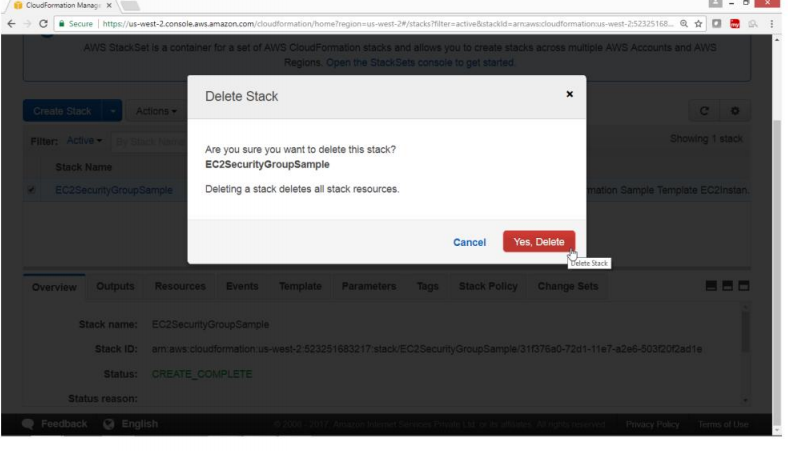 CloudFormation Manage
Secure | https://us-west-2.console.aws.amazon.com/cloudformation/home?region=us-west-2#/stacks?filter=active&stackId=arn:aws:cloudformation:us-west-2:52325168...
AWS StackSet is a container for a set of AWS CloudFormation stacks and allows you to create stacks across multiple AWS Accounts and AWS
Regions. Open the StackSets console to get started.
Delete Stack
Create Stack Actions
Filter: Active By Stack Name Showing 1 stack
Are you sure you want to delete this stack?
EC2SecurityGroupSample
Stack Name
Deleting a stack deletes all stack resources.
EC2SecurityGroupSample mation Sample Template EC2Instan.
Cancel Yes, Delete
Delete Stack
Overview Outputs Resources Events Template Parameters Tags Stack Policy Change Sets
Stack name: EC2SecurityGroupSample
Stack ID: arn:aws:cloudformation:us-west-2:523251683217:stack/EC2SecurityGroupSample/31f376a0-72d1-11e7-a2e6-503f20f2ad1e
Status: CREATE_COMPLETE
Status reason:
Feedback English © 2008 - 2017, Amazon Internet Services Private Ltd. or its affiliates. All rights reserved. Privacy Policy Terms of Use